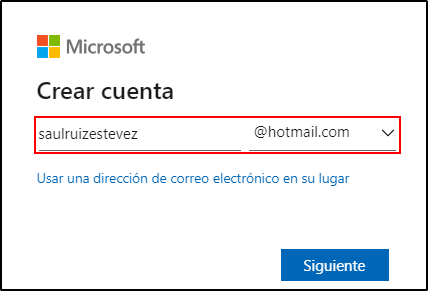 Microsoft
Crear cuenta
saulruizestevez @hotmail.com
Usar una dirección de correo electrónico en su lugar
Siguiente